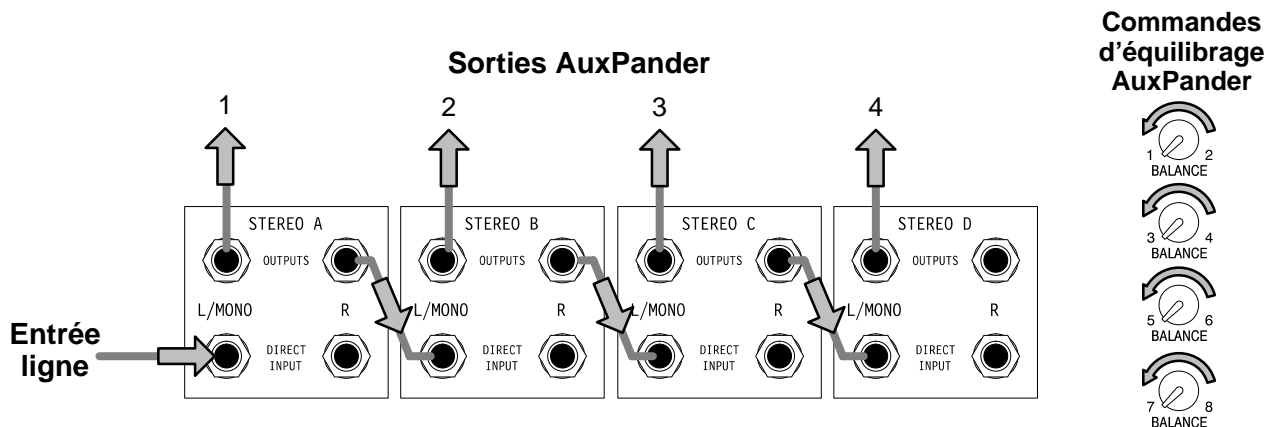 Sorties AuxPander
1 2 3 4
STEREO A STEREO B STEREO C STEREO D
OUTPUTS OUTPUTS OUTPUTS OUTPUTS
L/MONO R L/MONO R L/MONO R L/MONO R
Entrée
ligne
DIRECT DIRECT DIRECT DIRECT
INPUT INPUT INPUT INPUT
Commandes
d'équilibrage
AuxPander
1 2
BALANCE
3 4
BALANCE
5 6
BALANCE
7 8
BALANCE